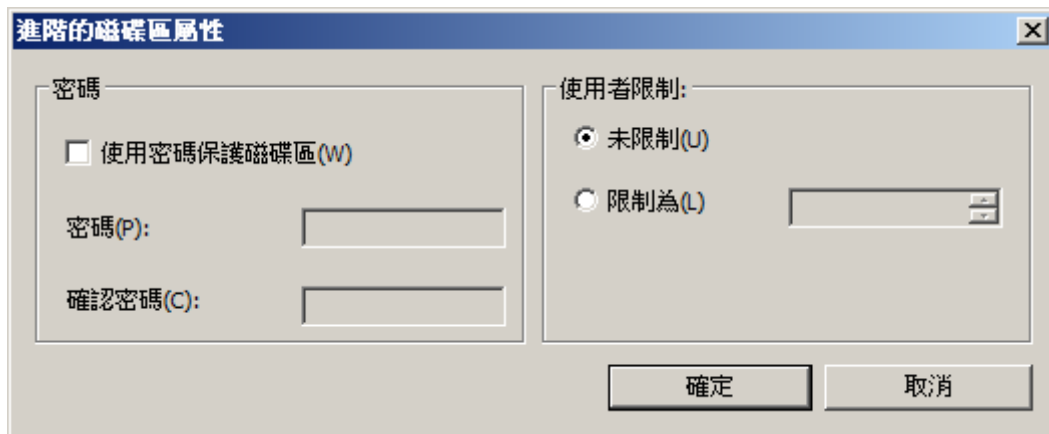 進階的磁碟區屬性
密碼
使用密碼保護磁碟區(W)
密碼(P):
確認密碼(C):
使用者限制:
未限制(U)
限制為(L)
確定
取消